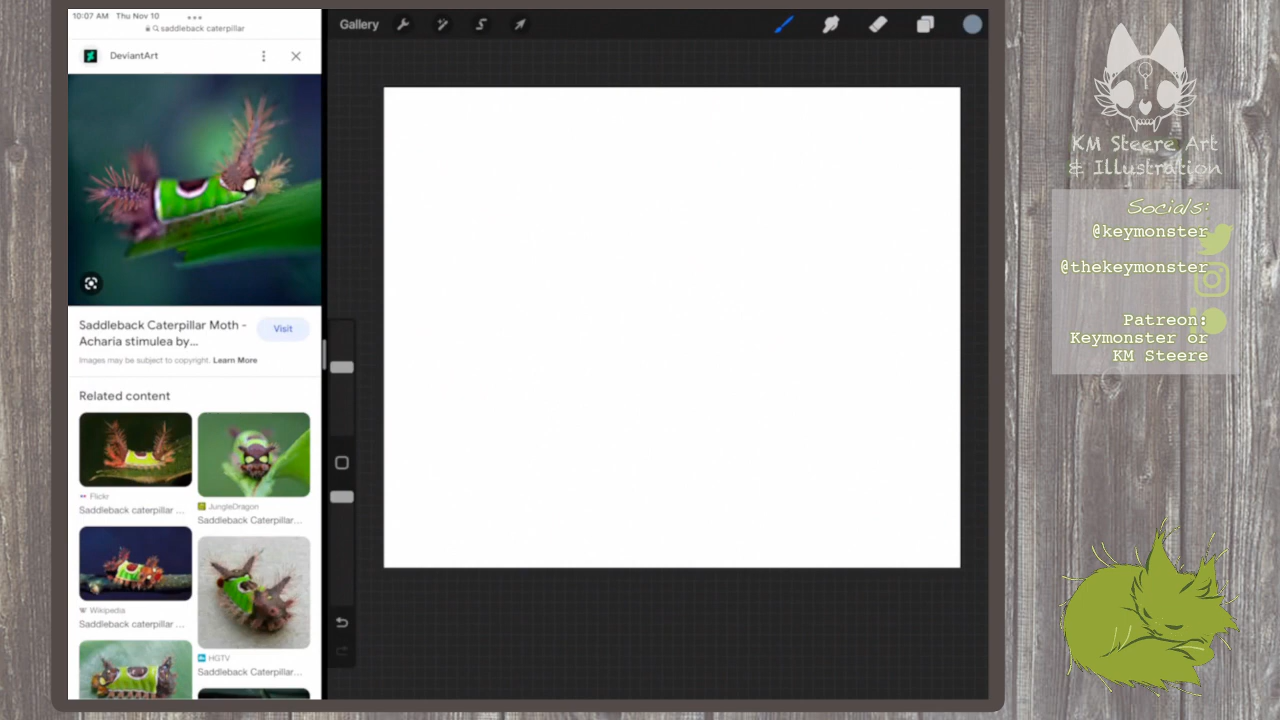 10:07 AM Thu Nov 10
saddleback caterpillar
DeviantArt
Saddleback Caterpillar Moth -
Acharia stimulea by...
Visit
Images may be subject to copyright. Learn More
Related content
Flickr
Saddleback caterpillar ...
JungleDragon
Saddleback Caterpillar...
Wikipedia
Saddleback caterpillar ...
HGTV
Saddleback Caterpillar...
Gallery
KM Steere Art
& Illustration
Socials:
@keymonster
@thekeymonster
Patreon:
Keymonster or
KM Steere